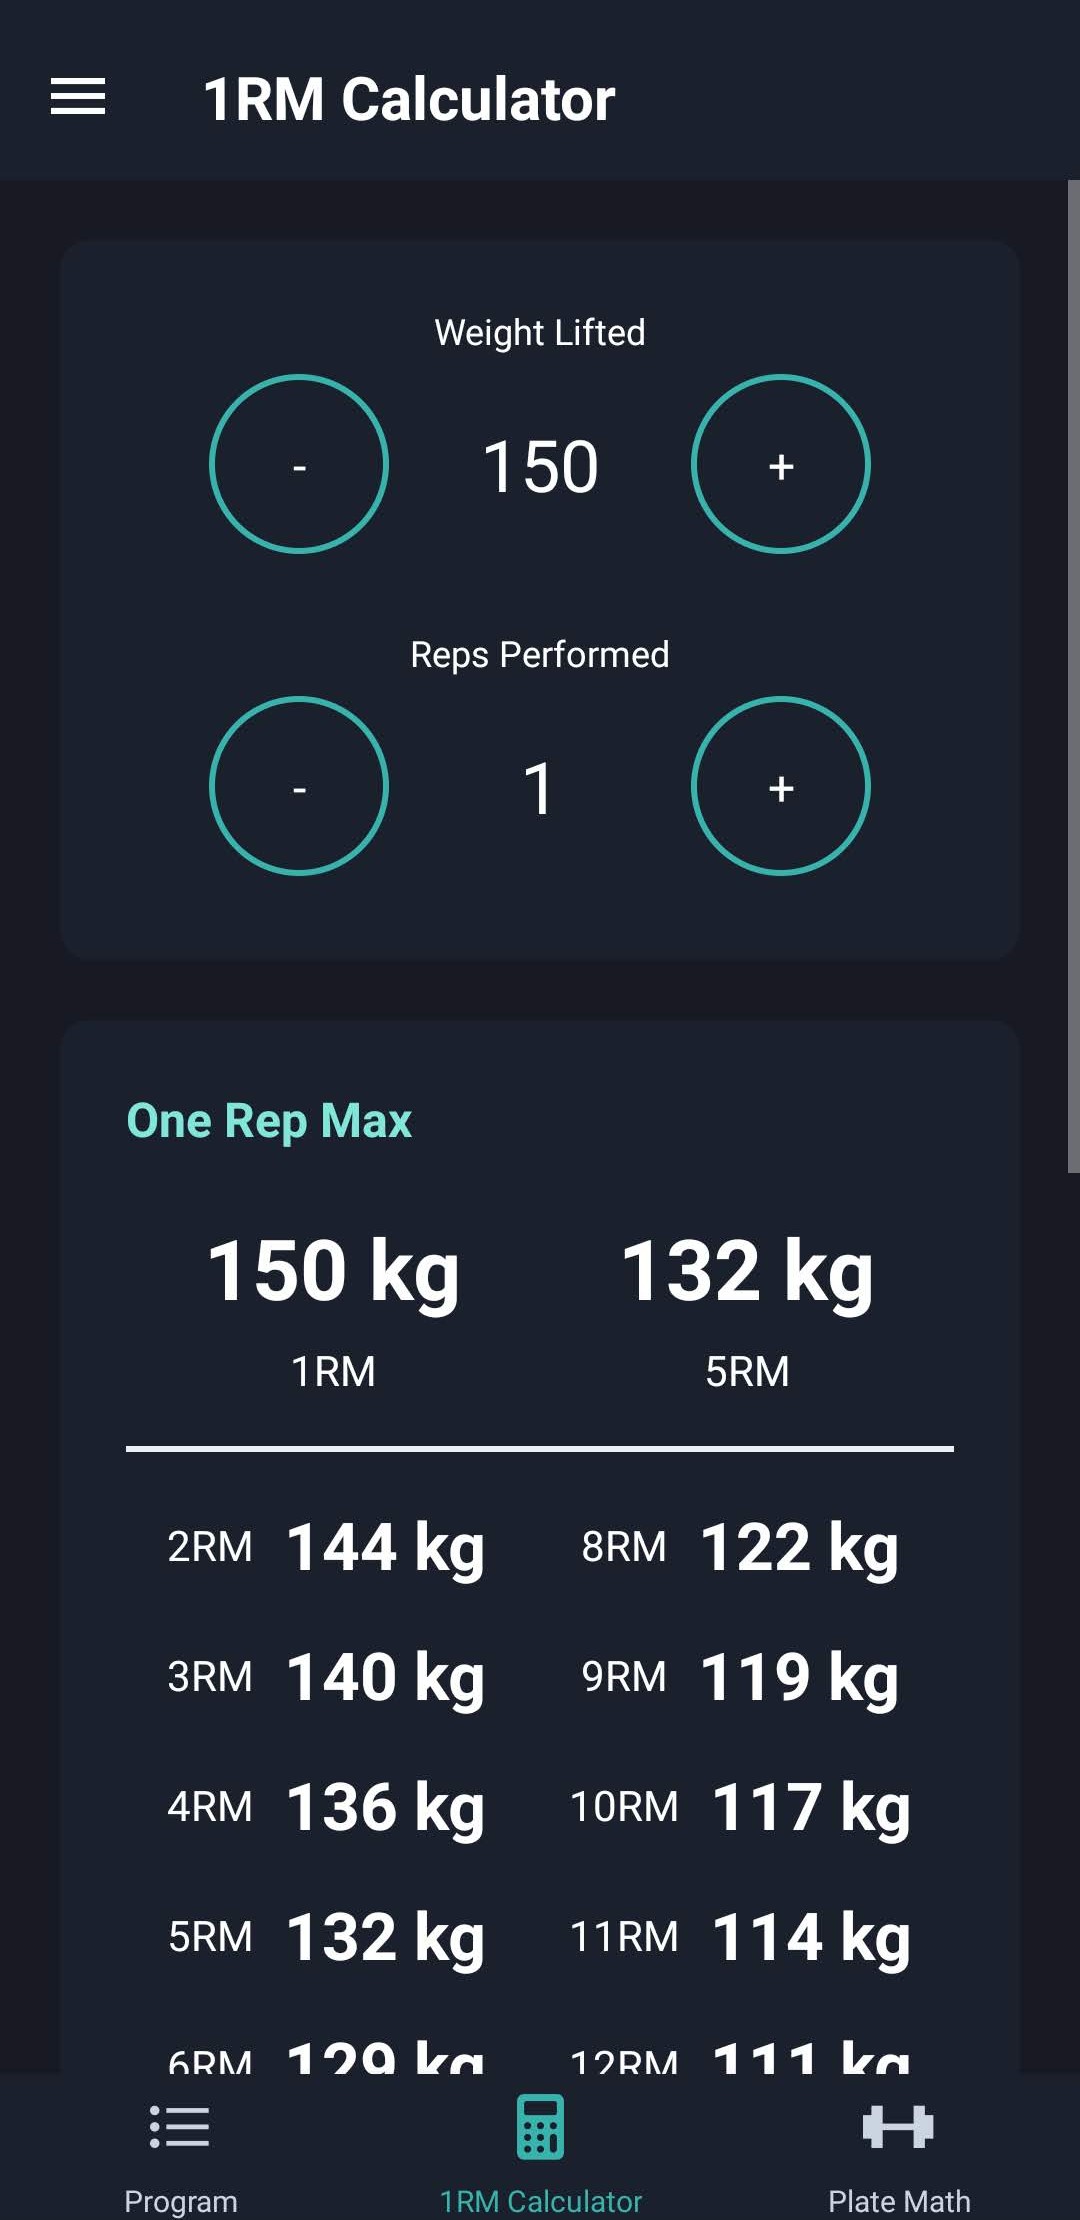 1RM Calculator
Weight Lifted
- 150 +
Reps Performed
- 1 +
One Rep Max
150 kg 132 kg
1RM 5RM
2RM 144 kg 8RM 122 kg
3RM 140 kg 9RM 119 kg
4RM 136 kg 10RM 117 kg
5RM 132 kg 11RM 114 kg
6RM 129 kg 12RM 111 kg
Program 1RM Calculator Plate Math